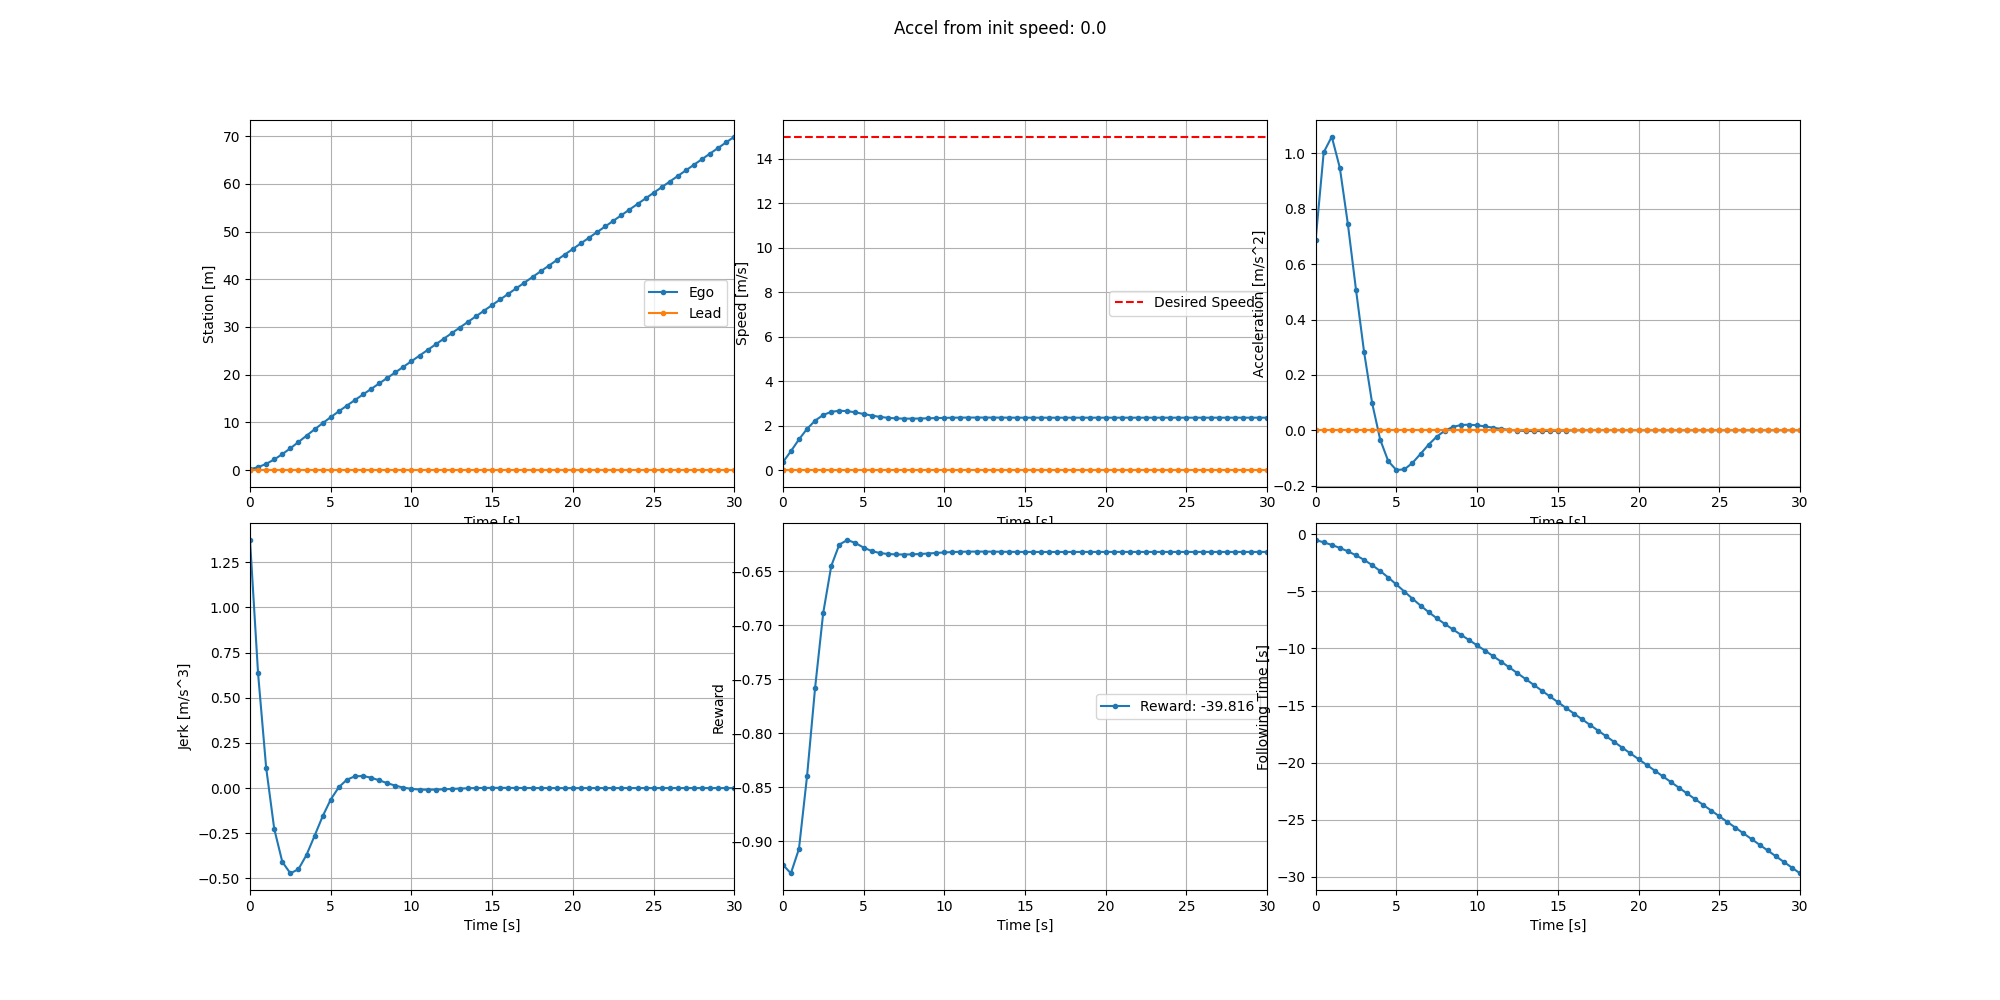 Accel from init speed: 0.0
70
60
50
40
30
20
10
0
Station [m]
Ego
Lead
0 5 10 15 20 25 30
Time [s]
14
12
10
8
6
4
2
0
Speed [m/s]
Desired Speed
0 5 10 15 20 25 30
Time [s]
1.0
0.8
0.6
0.4
0.2
0.0
−0.2
Acceleration [m/s^2]
0 5 10 15 20 25 30
Time [s]
1.25
1.00
0.75
0.50
0.25
0.00
−0.25
−0.50
Jerk [m/s^3]
0 5 10 15 20 25 30
Time [s]
−0.65
−0.70
−0.75
−0.80
−0.85
−0.90
Reward
Reward: -39.816
0 5 10 15 20 25 30
Time [s]
0
−5
−10
−15
−20
−25
−30
Following Time [s]
0 5 10 15 20 25 30
Time [s]